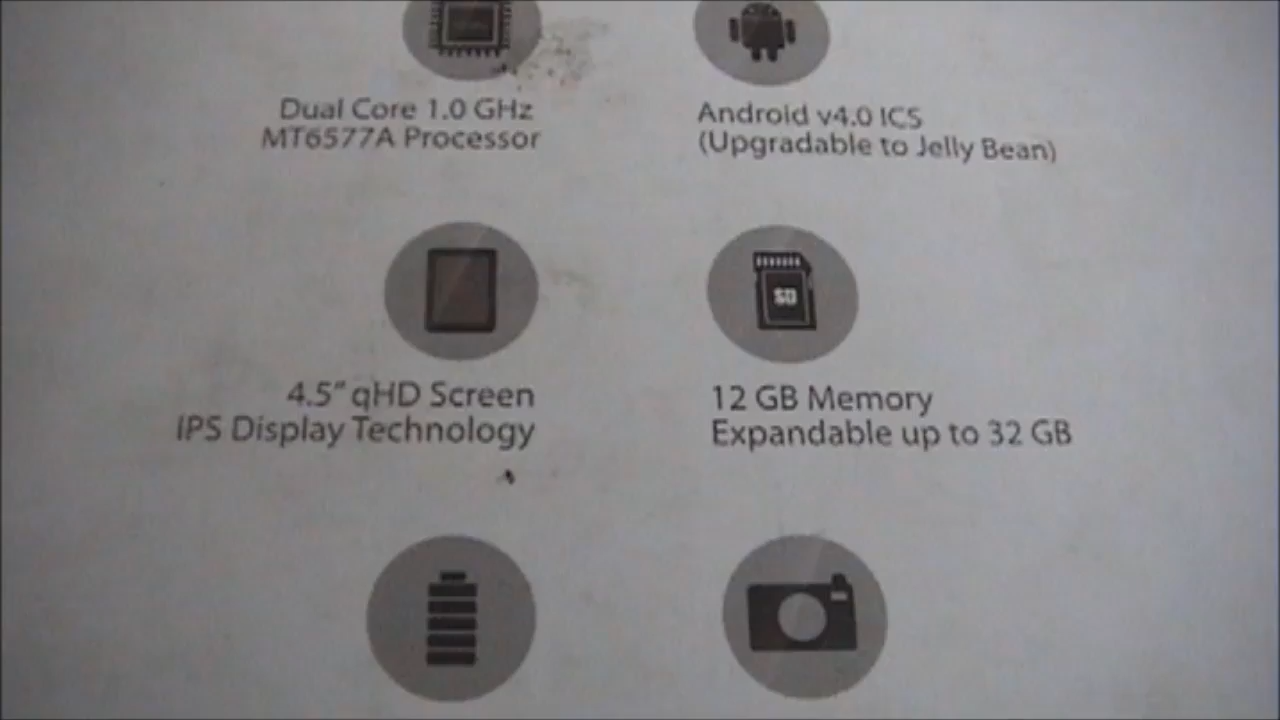 Dual Core 1.0 GHz
MT6577A Processor
Android v4.0 ICS
(Upgradable to Jelly Bean)
4.5" qHD Screen
IPS Display Technology
SD
12 GB Memory
Expandable up to 32 GB